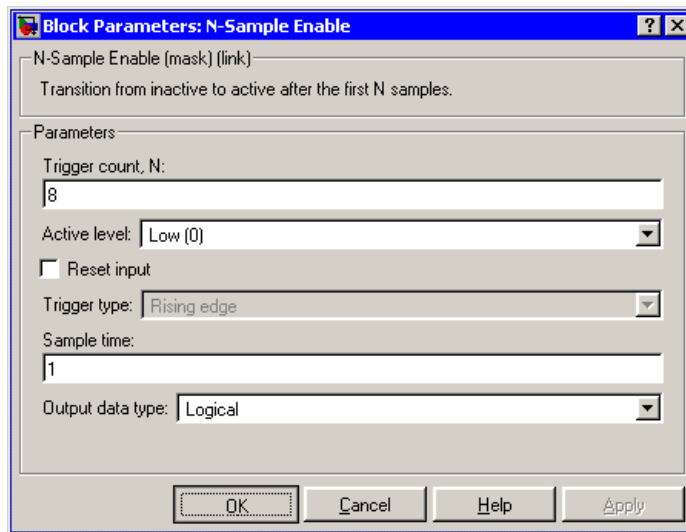 Block Parameters: N-Sample Enable
N-Sample Enable (mask) (link)
Transition from inactive to active after the first N samples.
Parameters
Trigger count, N:
8
Active level: Low (0)
Reset input
Trigger type: Rising edge
Sample time:
1
Output data type: Logical
OK Cancel Help Apply